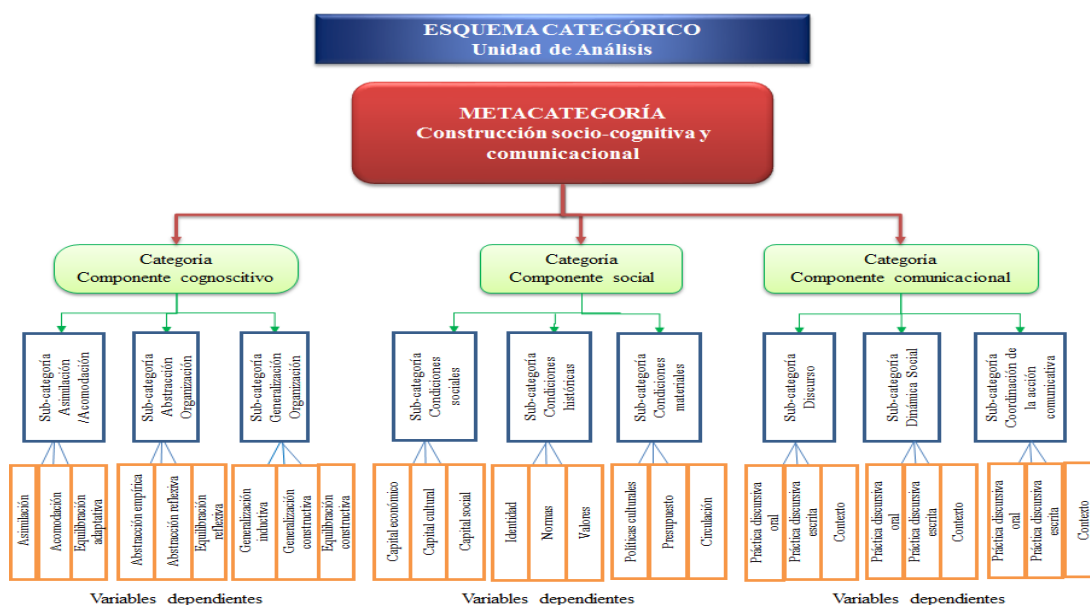 ESQUEMA CATEGÓRICO
Unidad de Análisis
METACATEGORÍA
Construcción socio-cognitiva y
comunicacional
Categoría
Componente cognoscitivo
Categoría
Componente social
Categoría
Componente comunicacional
Sub-categoría
Asimilación
/Acomodación
Sub-categoría
Abstracción
Organización
Sub-categoría
Generalización
Organización
Sub-categoría
Condiciones
sociales
Sub-categoría
Condiciones
históricas
Sub-categoría
Condiciones
materiales
Sub-categoría
Discurso
Sub-categoría
Dinámica Social
Sub-categoría
Coordinación de
la acción
comunicativa
Asimilación
Acomodación
Equilibración
adaptativa
Abstracción empírica
Abstracción reflexiva
Equilibración
reflexiva
Generalización
inductiva
Generalización
constructiva
Equilibración
constructiva
Capital económico
Capital cultural
Capital social
Identidad
Normas
Valores
Políticas culturales
Presupuesto
Circulación
Práctica discursiva
oral
Práctica discursiva
escrita
Contexto
Práctica discursiva
oral
Práctica discursiva
escrita
Contexto
Práctica discursiva
oral
Práctica discursiva
escrita
Contexto
Variables dependientes
Variables dependientes
Variables dependientes